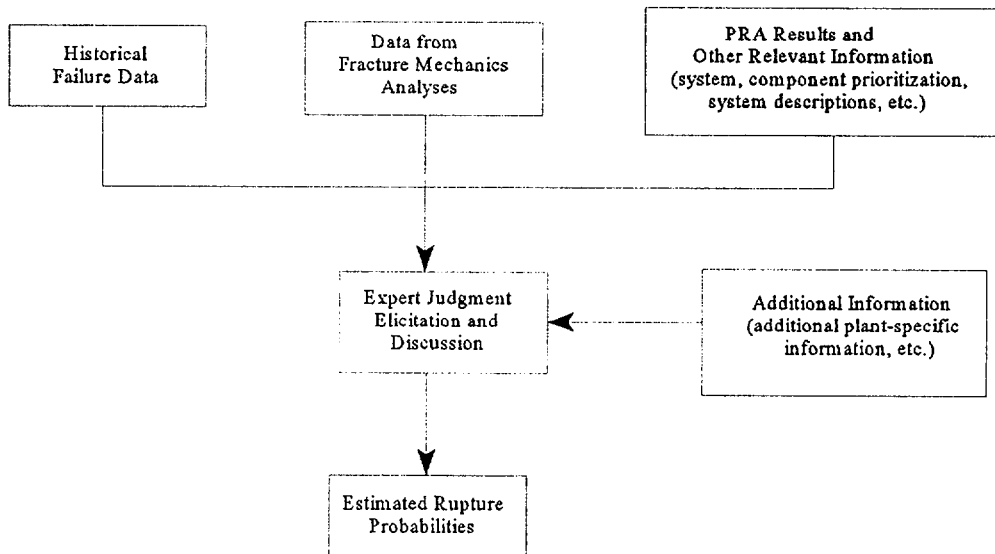 Historical
Failure Data
Data from
Fracture Mechanics
Analyses
PRA Results and
Other Relevant Information
(system, component prioritization,
system descriptions, etc.)
Expert Judgment
Elicitation and
Discussion
Additional Information
(additional plant-specific
information, etc.)
Estimated Rupture
Probabilities